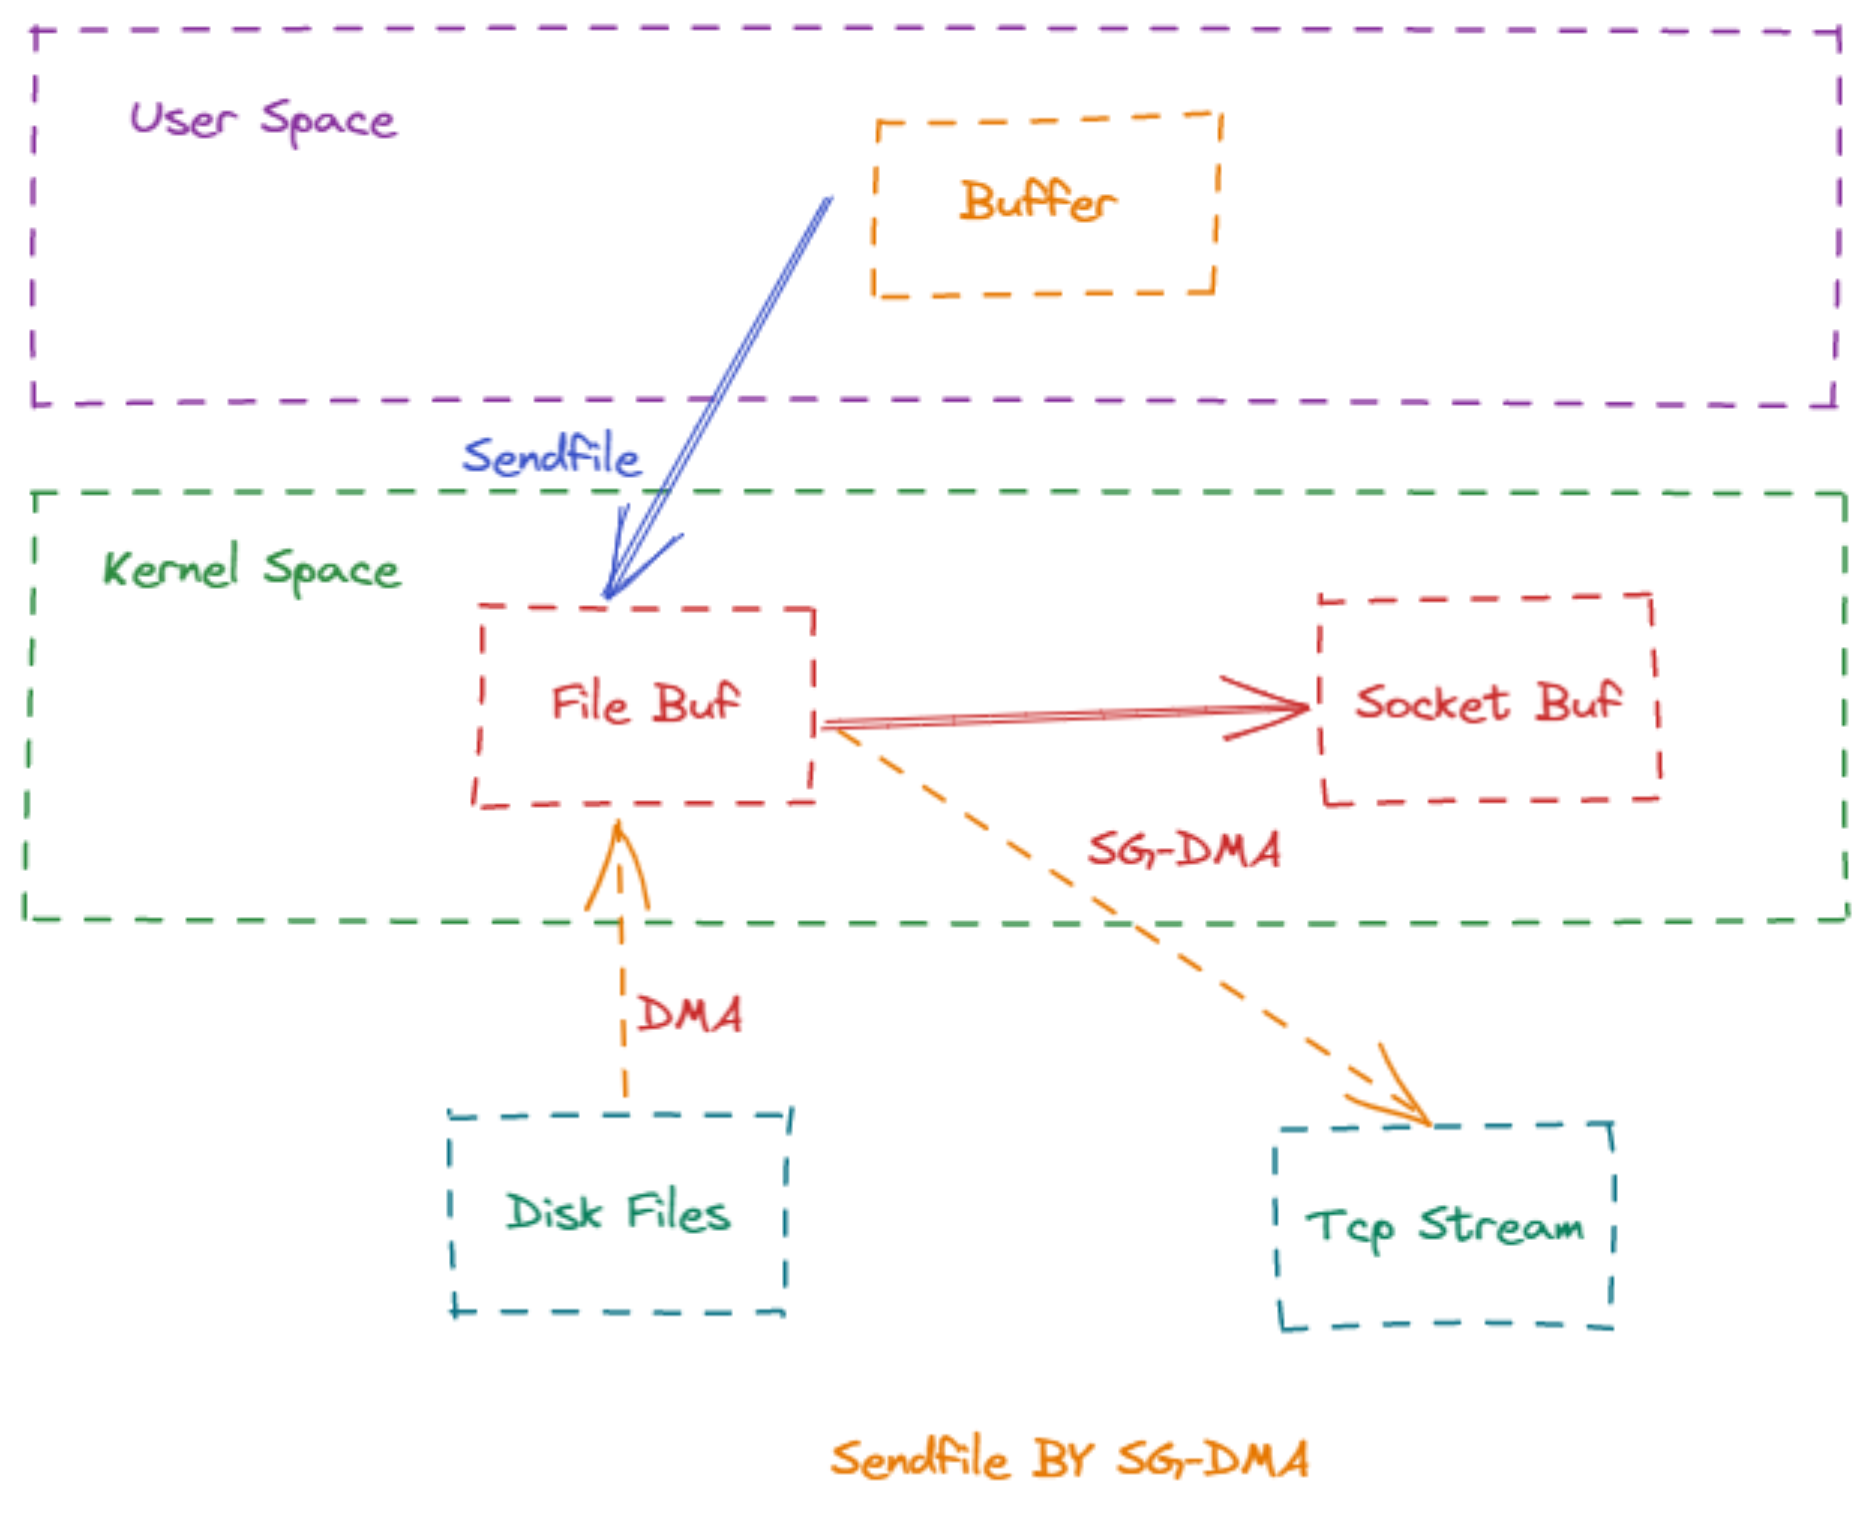 User Space
Buffer
Sendfile
Kernel Space
File Buf
Socket Buf
SG-DMA
DMA
Disk Files
Tcp Stream
Sendfile BY SG-DMA